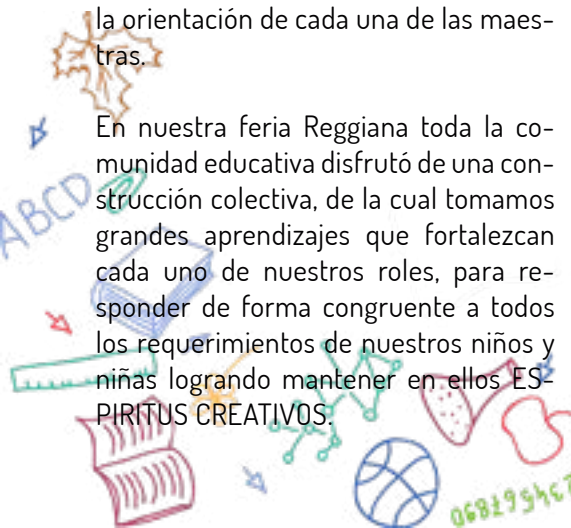 la orientación de cada una de las maes-
tras.
En nuestra feria Reggiana toda la co-
munidad educativa disfrutó de una con-
strucción colectiva, de la cual tomamos
grandes aprendizajes que fortalezcan
cada uno de nuestros roles, para re-
sponder de forma congruente a todos
los requerimientos de nuestros niños y
niñas logrando mantener en ellos ES-
PIRITUS CREATIVOS.
ABCD